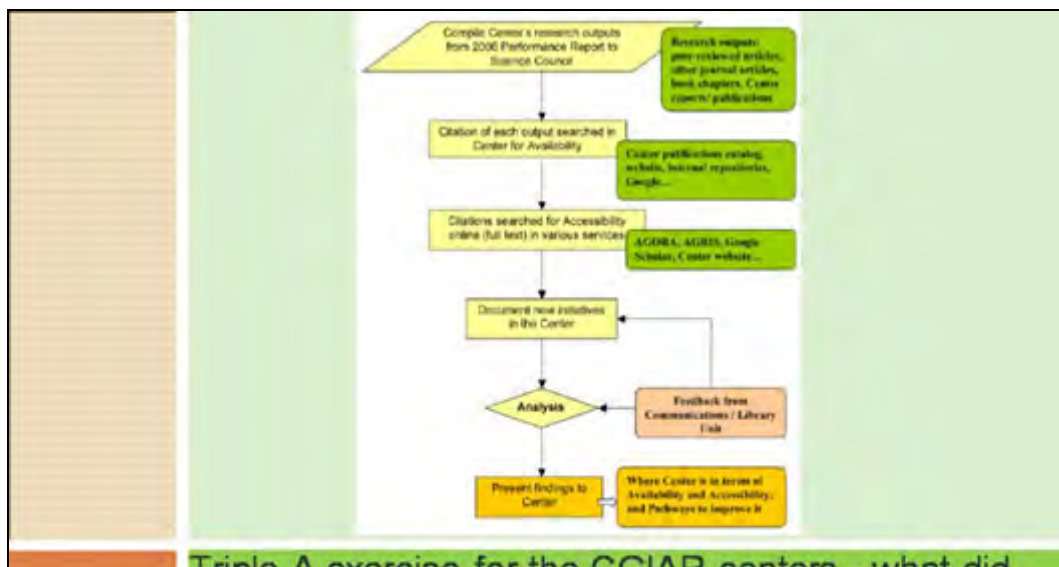 Compile Center's research outputs
from 2006 Performance Report to
Science Council
Research outputs:
peer-reviewed articles,
other journal articles,
book chapters, Center
reports/ publications
Citation of each output searched in
Center for Availability
Center publications catalog,
website, internal repositories,
Google...
Citations searched for Accessibility
online (full text) in various services
AGORA, AGRIS, Google
Scholar, Center website...
Document new initiatives
in the Center
Analysis
Feedback from
Communications / Library
Unit
Present findings to
Center
Where Center is in terms of
Availability and Accessibility;
and Pathways to improve it
Triple A exercise for the CGIAR centers - what did